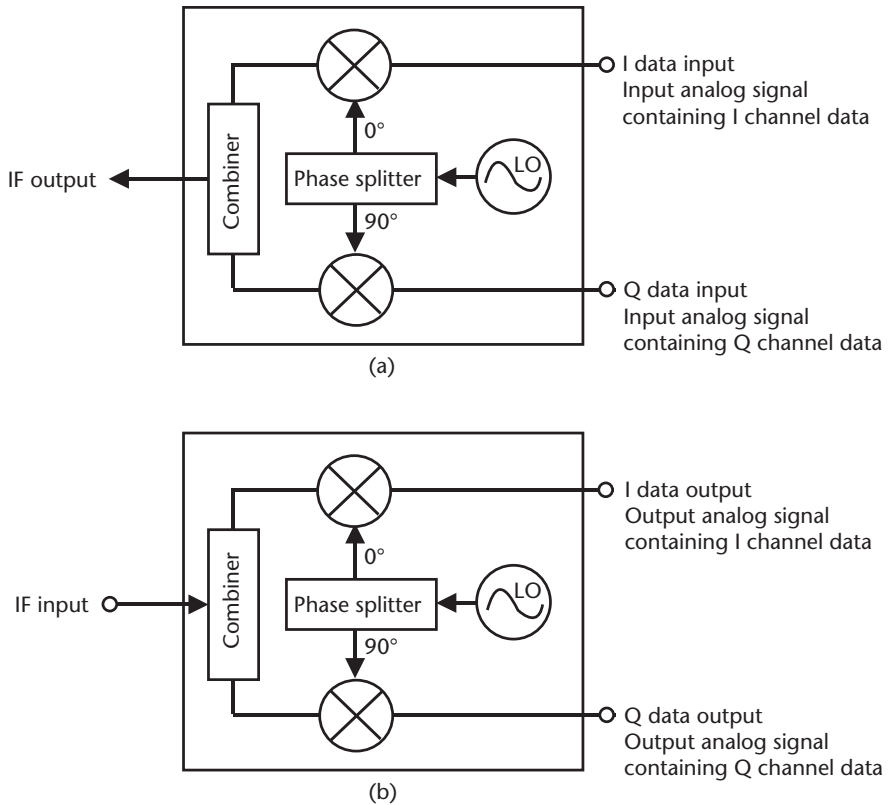 I data input
Input analog signal
containing I channel data
0°
LO
Combiner
IF output
Phase splitter
90°
Q data input
Input analog signal
containing Q channel data
(a)
I data output
Output analog signal
containing I channel data
0°
LO
Combiner
IF input
Phase splitter
90°
Q data output
Output analog signal
containing Q channel data
(b)